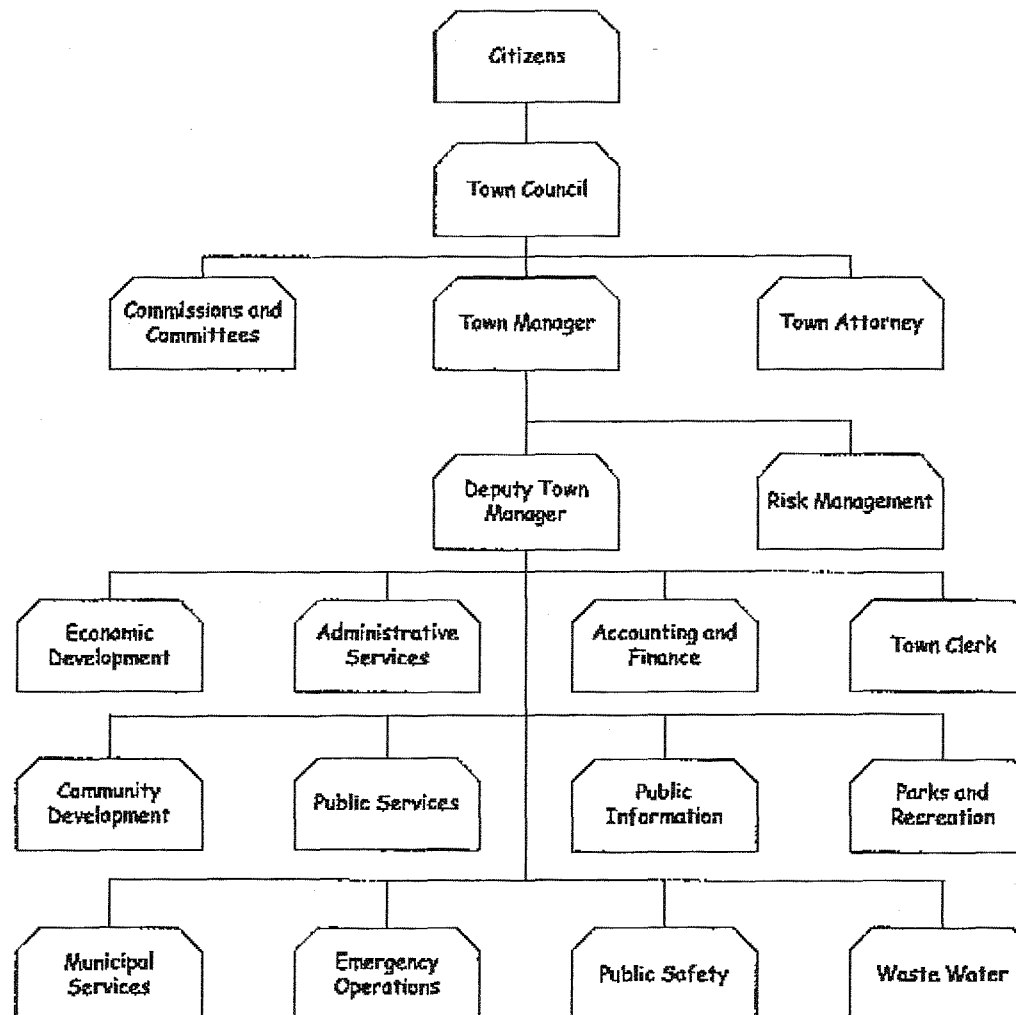 Citizens
Town Council
Commissions and
Committees
Town Manager
Town Attorney
Deputy Town
Manager
Risk Management
Economic
Development
Administrative
Services
Accounting and
Finance
Town Clerk
Community
Development
Public Services
Public
Information
Parks and
Recreation
Municipal
Services
Emergency
Operations
Public Safety
Waste Water